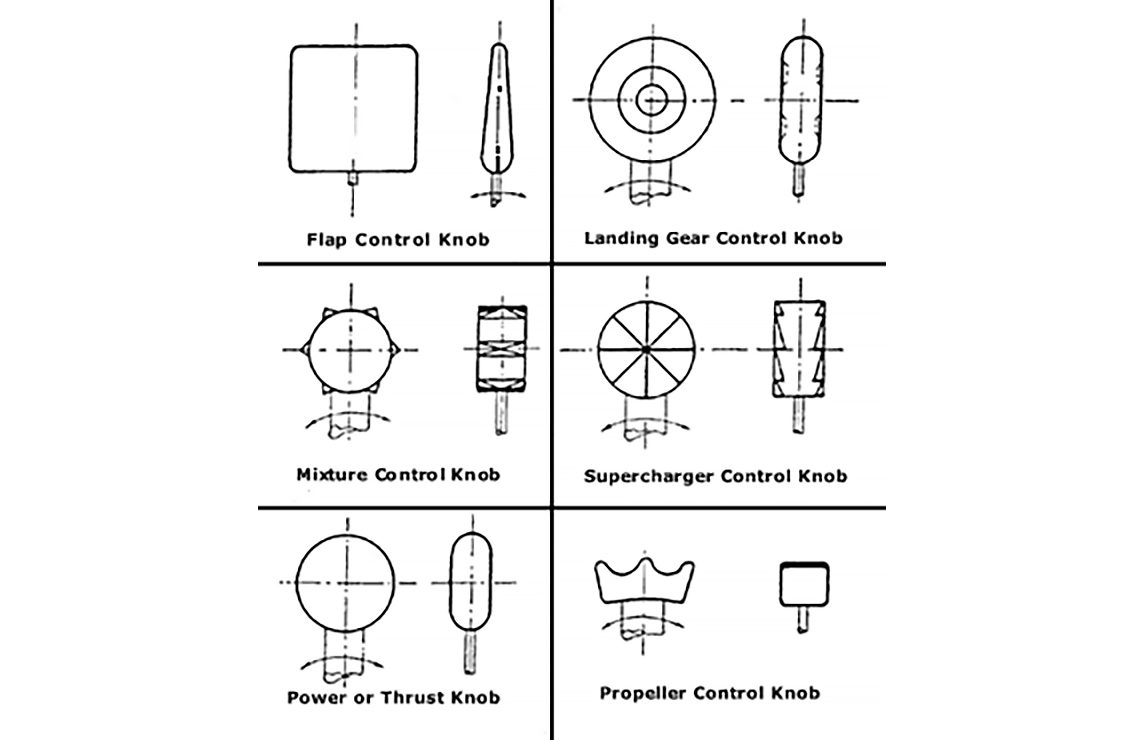 Flap Control Knob
Landing Gear Control Knob
Mixture Control Knob
Supercharger Control Knob
Power or Thrust Knob
Propeller Control Knob